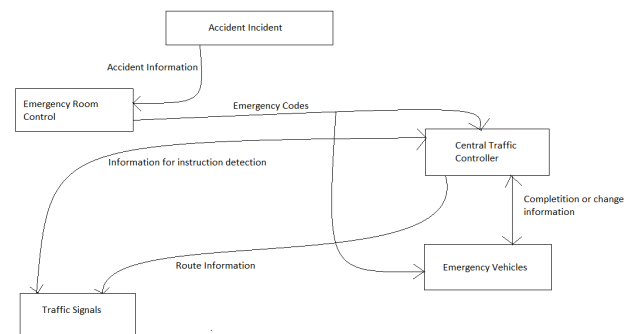 Accident Incident
Accident Information
Emergency Room
Control
Emergency Codes
Central Traffic
Controller
Information for instruction detection
Completition or change
information
Route Information
Emergency Vehicles
Traffic Signals